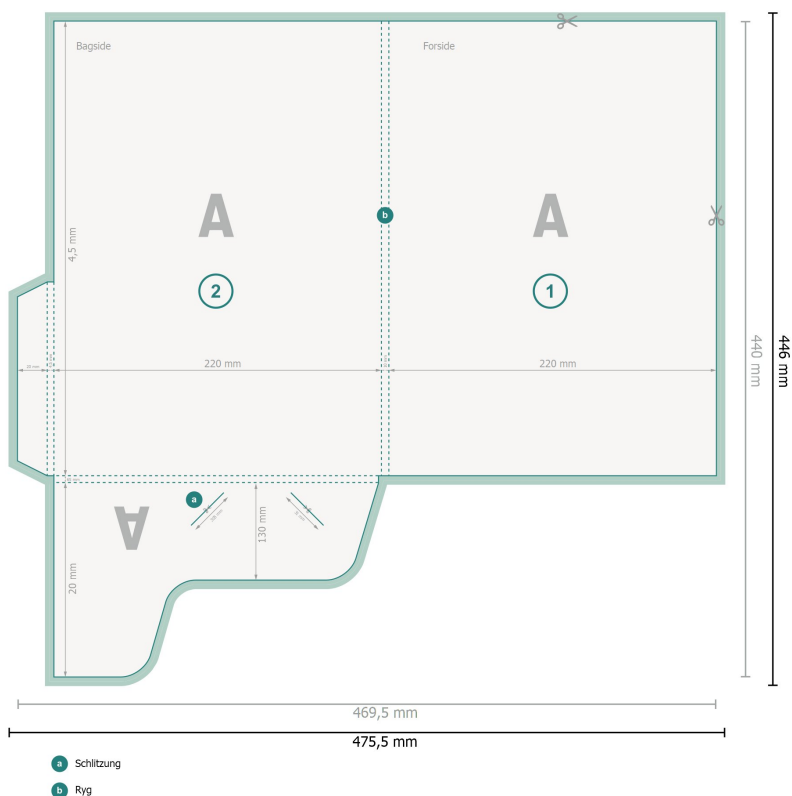 Bagside
Forside
A
A
b
4,5 mm
2
1
220 mm
220 mm
440 mm
446 mm
a
A
130 mm
20 mm
469,5 mm
475,5 mm
a Schlitzung
b Ryg